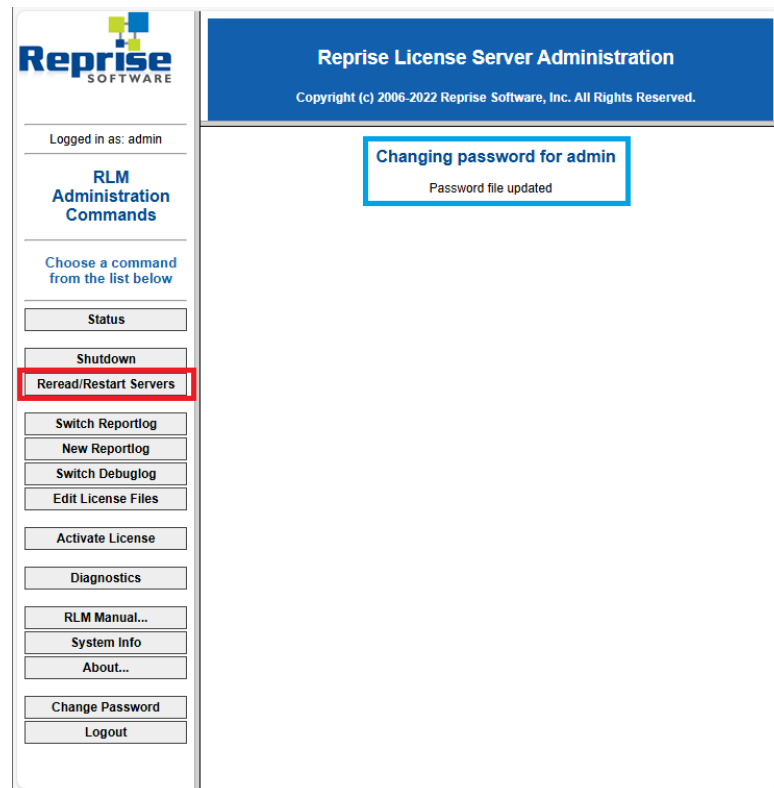 Reprise
SOFTWARE
Reprise License Server Administration
Copyright (c) 2006-2022 Reprise Software, Inc. All Rights Reserved.
Logged in as: admin
RLM
Administration
Commands
Choose a command
from the list below
Status
Shutdown
Reread/Restart Servers
Switch Reportlog
New Reportlog
Switch Debuglog
Edit License Files
Activate License
Diagnostics
RLM Manual...
System Info
About...
Change Password
Logout
Changing password for admin
Password file updated